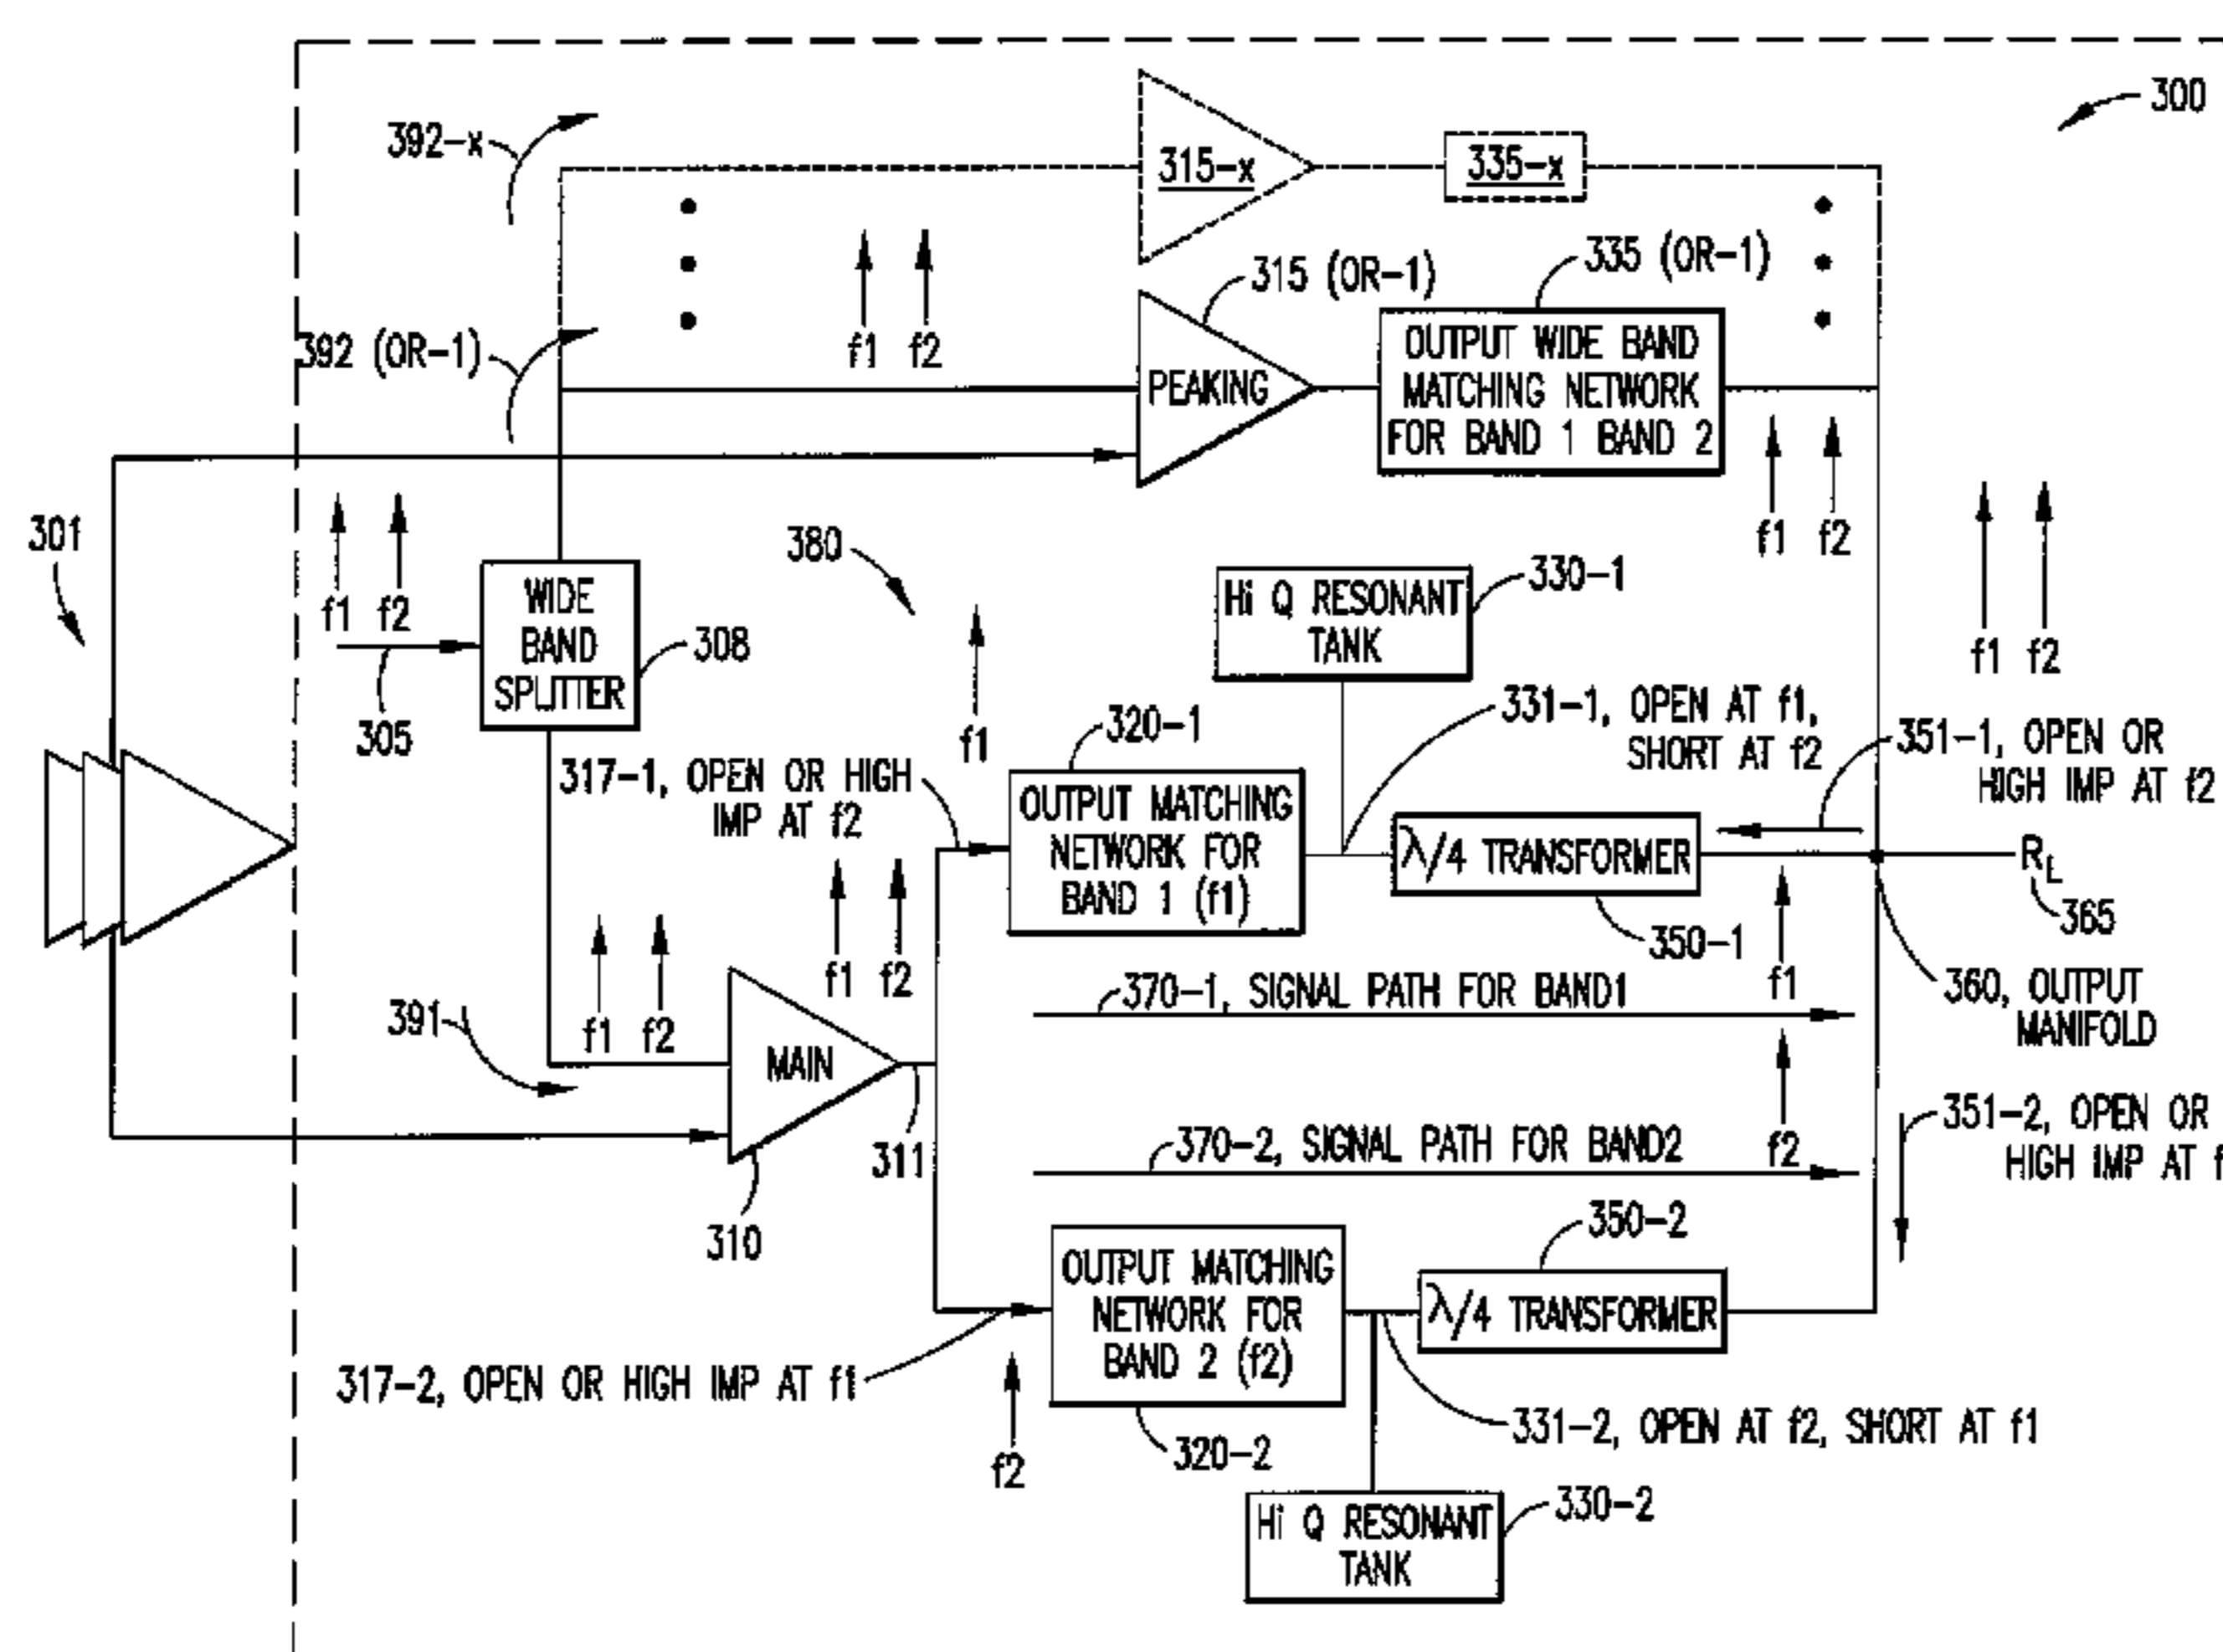 300
392-x
315-x
335-x
315 (OR-1)
335 (OR-1)
392 (OR-1)
f1 f2
PEAKING
OUTPUT WIDE BAND
MATCHING NETWORK
FOR BAND 1 BAND 2
f1 f2
301
f1 f2
305
WIDE
BAND
SPLITTER
308
380
f1
Hi Q RESONANT
TANK
330-1
f1 f2
331-1, OPEN AT f1,
SHORT AT f2
351-1, OPEN OR
HIGH IMP AT f2
317-1, OPEN OR HIGH
IMP AT f2
320-1
OUTPUT MATCHING
NETWORK FOR
BAND 1 (f1)
λ/4 TRANSFORMER
350-1
RL
365
f1
360, OUTPUT
MANIFOLD
f1 f2
391
f1 f2
MAIN
310
311
370-1, SIGNAL PATH FOR BAND1
370-2, SIGNAL PATH FOR BAND2
f2
351-2, OPEN OR
HIGH IMP AT
350-2
OUTPUT MATCHING
NETWORK FOR
BAND 2 (f2)
λ/4 TRANSFORMER
317-2, OPEN OR HIGH IMP AT f1
f2
320-2
331-2, OPEN AT f2, SHORT AT f1
Hi Q RESONANT
TANK
330-2